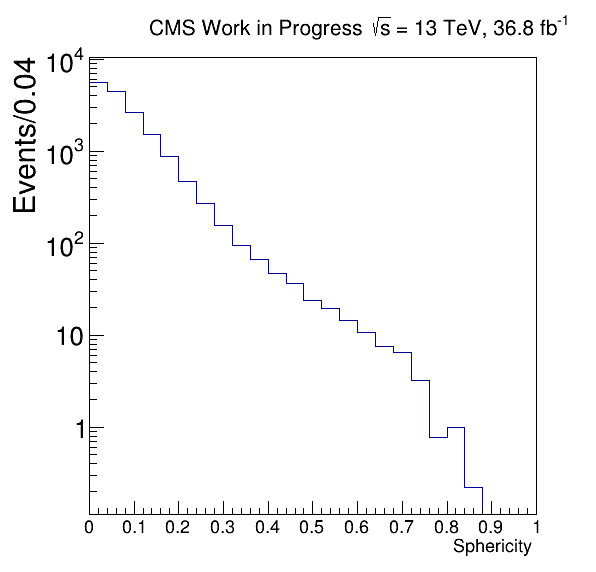 CMS Work in Progress √s = 13 TeV, 36.8 fb⁻¹
Events/0.04
10⁴
10³
10²
10
1
0 0.1 0.2 0.3 0.4 0.5 0.6 0.7 0.8 0.9 1
Sphericity